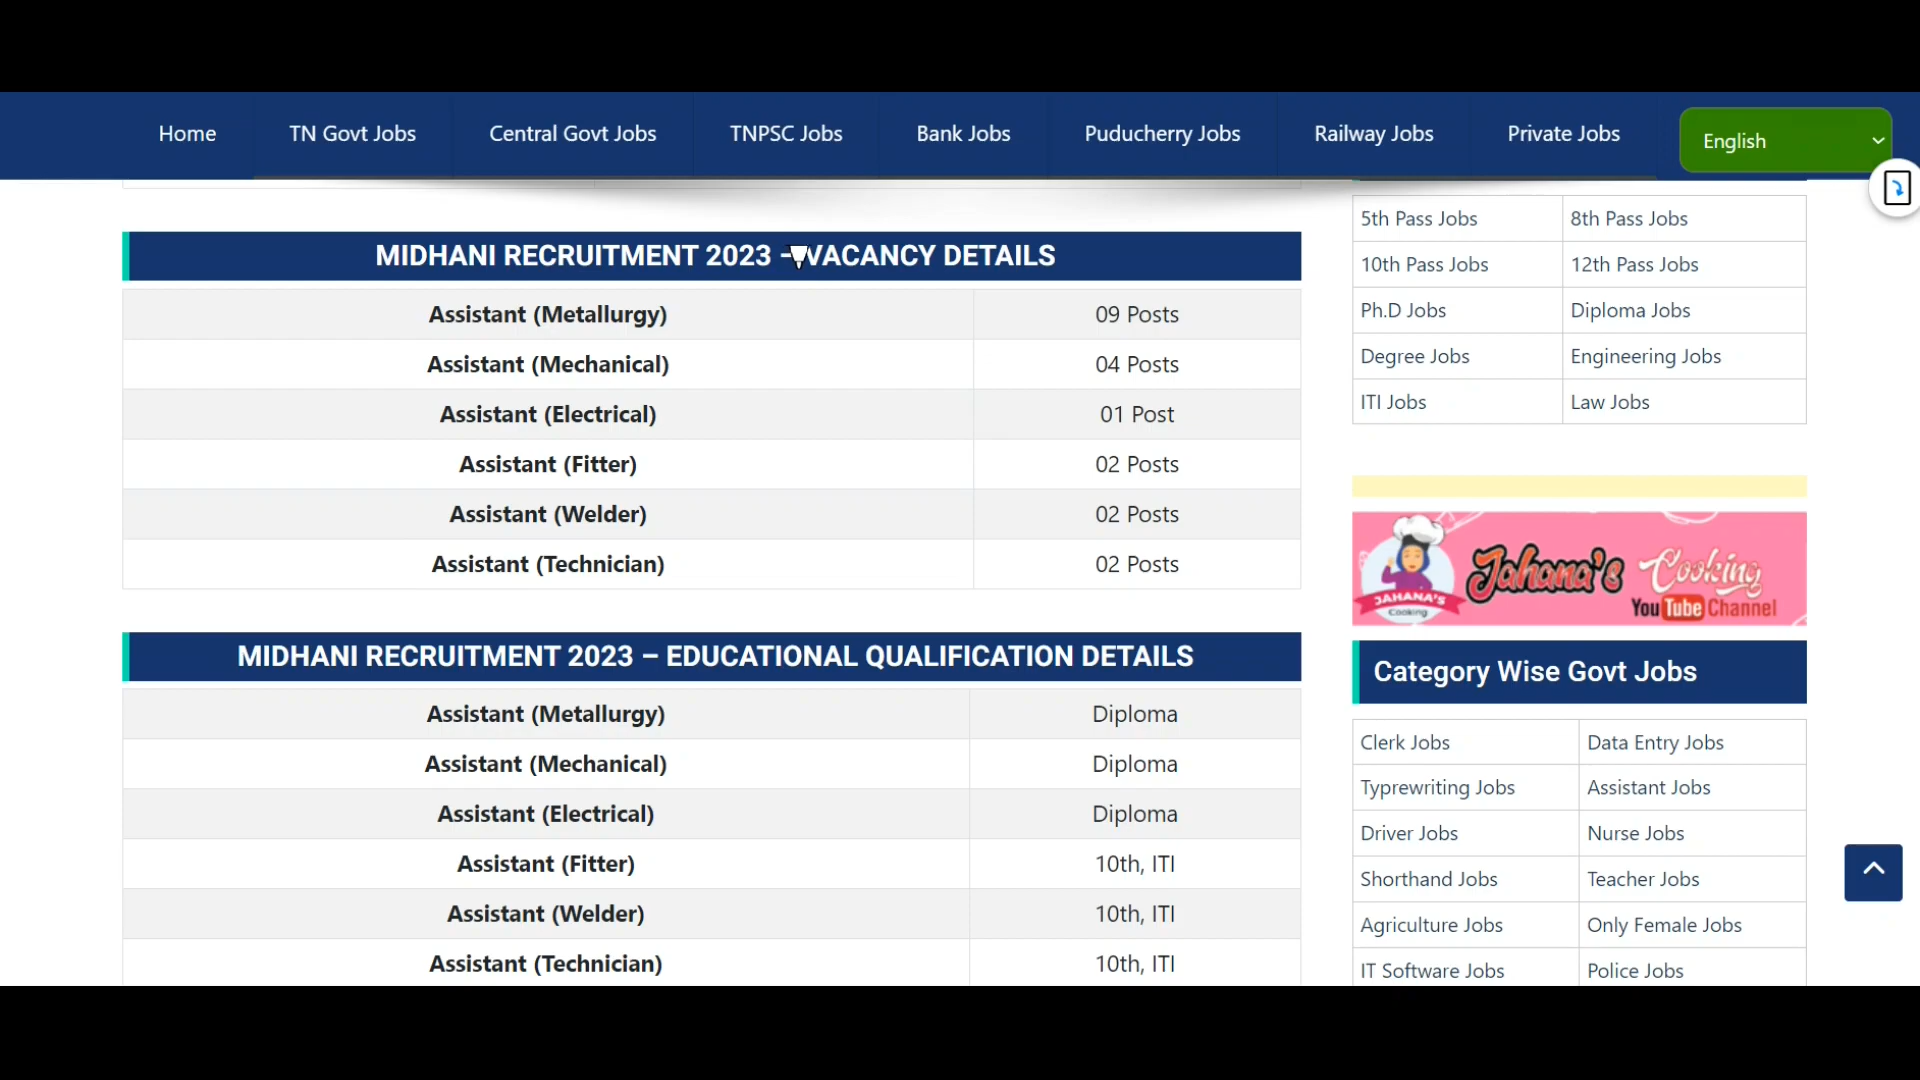 Home TN Govt Jobs Central Govt Jobs TNPSC Jobs Bank Jobs Puducherry Jobs Railway Jobs Private Jobs English
MIDHANI RECRUITMENT 2023 – VACANCY DETAILS
Assistant (Metallurgy) 09 Posts
Assistant (Mechanical) 04 Posts
Assistant (Electrical) 01 Post
Assistant (Fitter) 02 Posts
Assistant (Welder) 02 Posts
Assistant (Technician) 02 Posts
MIDHANI RECRUITMENT 2023 – EDUCATIONAL QUALIFICATION DETAILS
Assistant (Metallurgy) Diploma
Assistant (Mechanical) Diploma
Assistant (Electrical) Diploma
Assistant (Fitter) 10th, ITI
Assistant (Welder) 10th, ITI
Assistant (Technician) 10th, ITI
5th Pass Jobs 8th Pass Jobs
10th Pass Jobs 12th Pass Jobs
Ph.D Jobs Diploma Jobs
Degree Jobs Engineering Jobs
ITI Jobs Law Jobs
Jahana's Cooking
YouTube Channel
JAHANA'S
Cooking
Category Wise Govt Jobs
Clerk Jobs Data Entry Jobs
Typrewriting Jobs Assistant Jobs
Driver Jobs Nurse Jobs
Shorthand Jobs Teacher Jobs
Agriculture Jobs Only Female Jobs
IT Software Jobs Police Jobs